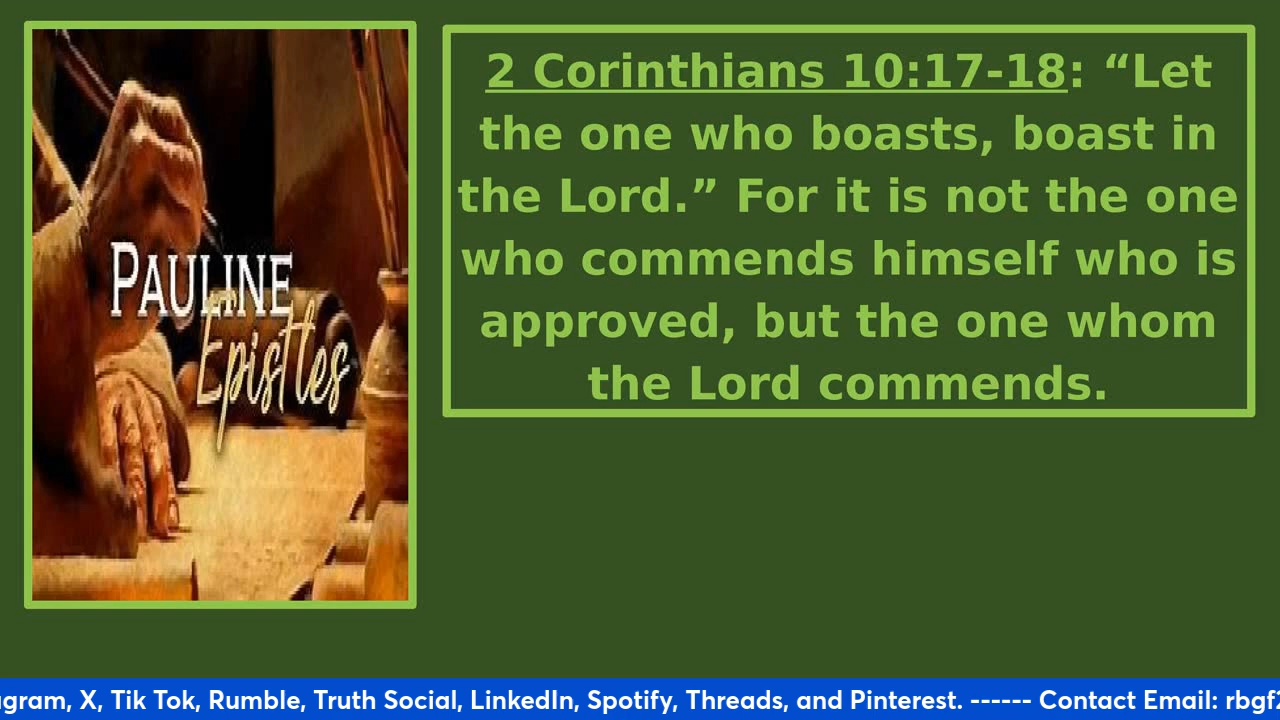 PAULINE
Epistles
2 Corinthians 10:17-18: “Let
the one who boasts, boast in
the Lord.” For it is not the one
who commends himself who is
approved, but the one whom
the Lord commends.
agram, X, Tik Tok, Rumble, Truth Social, LinkedIn, Spotify, Threads, and Pinterest. ------ Contact Email: rbgf